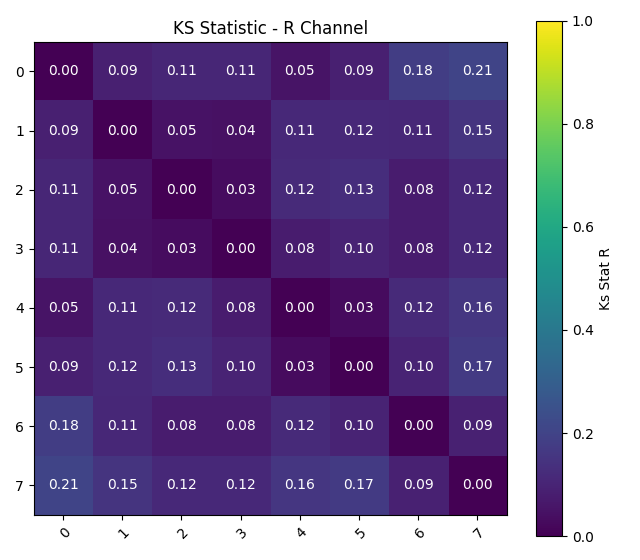 KS Statistic - R Channel
0 0.00 0.09 0.11 0.11 0.05 0.09 0.18 0.21
1 0.09 0.00 0.05 0.04 0.11 0.12 0.11 0.15
2 0.11 0.05 0.00 0.03 0.12 0.13 0.08 0.12
3 0.11 0.04 0.03 0.00 0.08 0.10 0.08 0.12
4 0.05 0.11 0.12 0.08 0.00 0.03 0.12 0.16
5 0.09 0.12 0.13 0.10 0.03 0.00 0.10 0.17
6 0.18 0.11 0.08 0.08 0.12 0.10 0.00 0.09
7 0.21 0.15 0.12 0.12 0.16 0.17 0.09 0.00
0 1 2 3 4 5 6 7
1.0
0.8
0.6
0.4
0.2
0.0
Ks Stat R